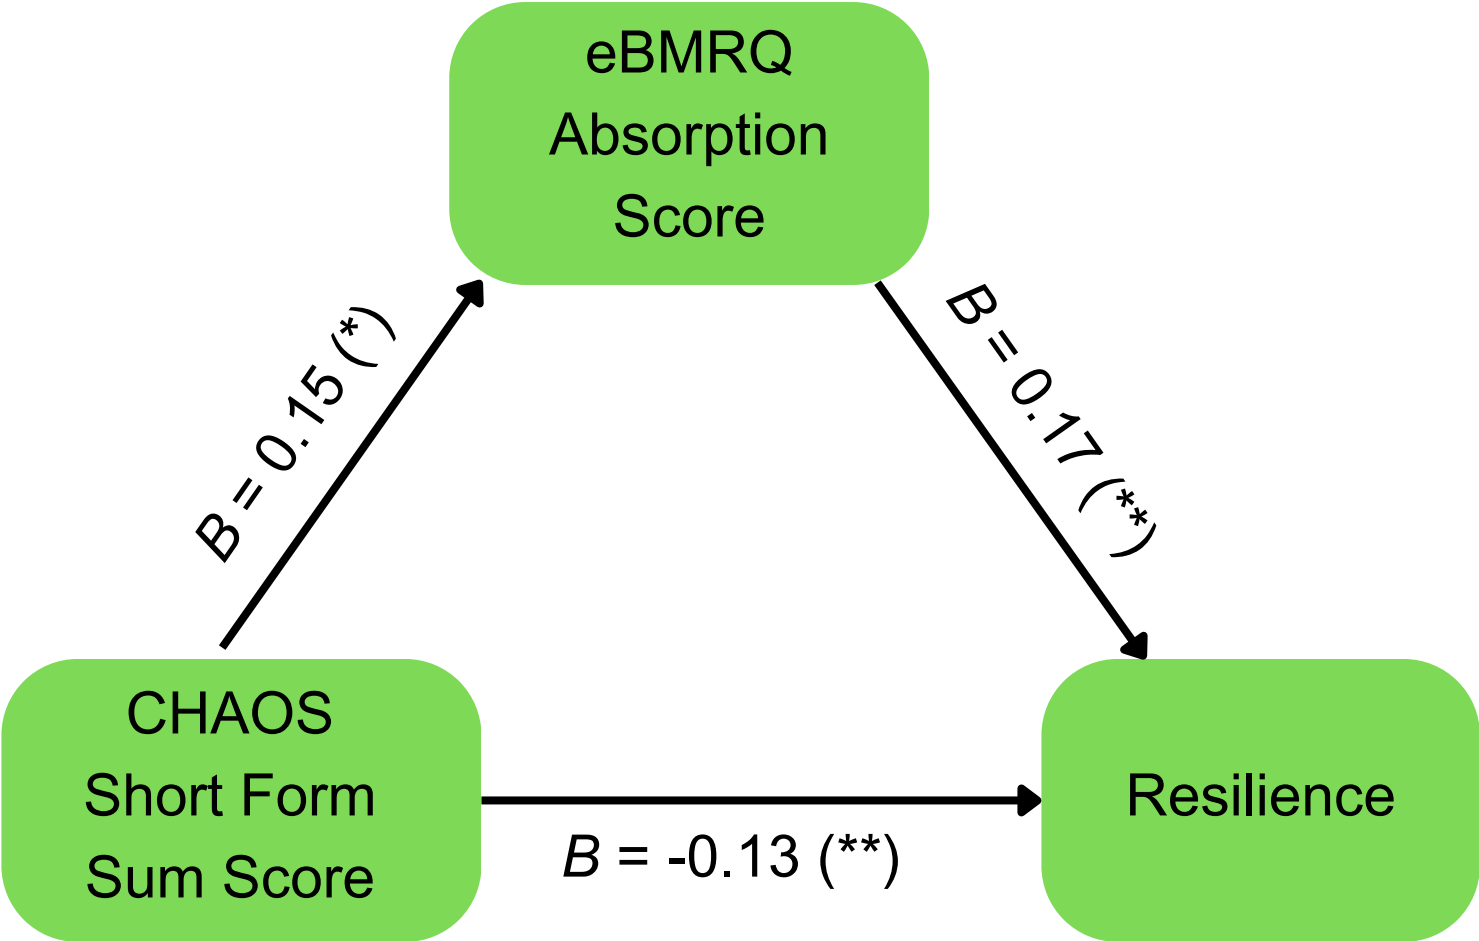 eBMRQ
Absorption
Score
B = 0.15 (*)
B = 0.17 (**)
CHAOS
Short Form
Sum Score
B = -0.13 (**)
Resilience